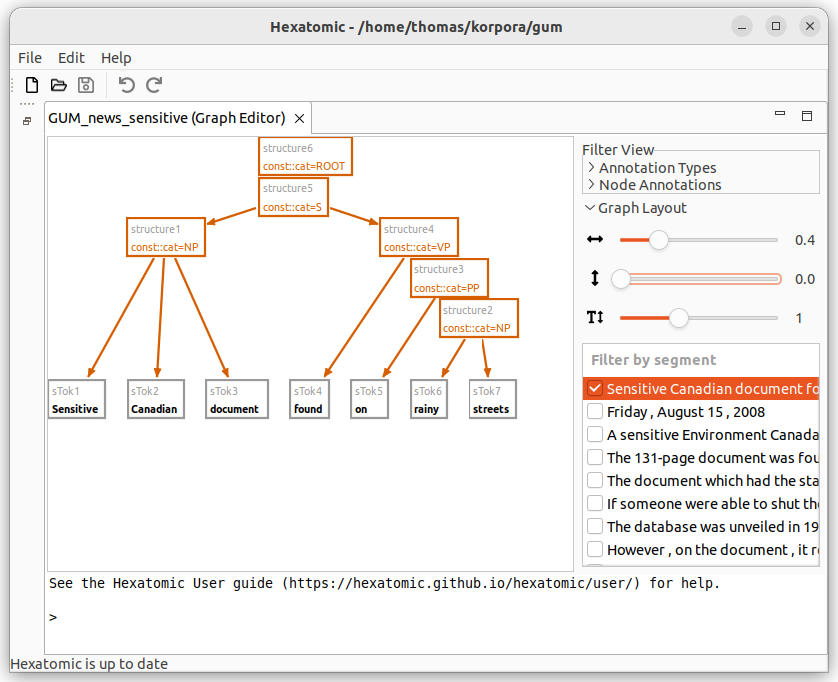 Hexatomic - /home/thomas/korpora/gum
File Edit Help
GUM_news_sensitive (Graph Editor)
structure6
const::cat=ROOT
structure5
const::cat=S
structure1
const::cat=NP
structure4
const::cat=VP
structure3
const::cat=PP
structure2
const::cat=NP
sTok1
Sensitive
sTok2
Canadian
sTok3
document
sTok4
found
sTok5
on
sTok6
rainy
sTok7
streets
Filter View
Annotation Types
Node Annotations
Graph Layout
0.4
0.0
T 1
Filter by segment
Sensitive Canadian document fo
Friday , August 15 , 2008
A sensitive Environment Canada
The 131-page document was fou
The document which had the sta
If someone were able to shut the
The database was unveiled in 19
However , on the document , it re
See the Hexatomic User guide (https://hexatomic.github.io/hexatomic/user/) for help.
>
Hexatomic is up to date